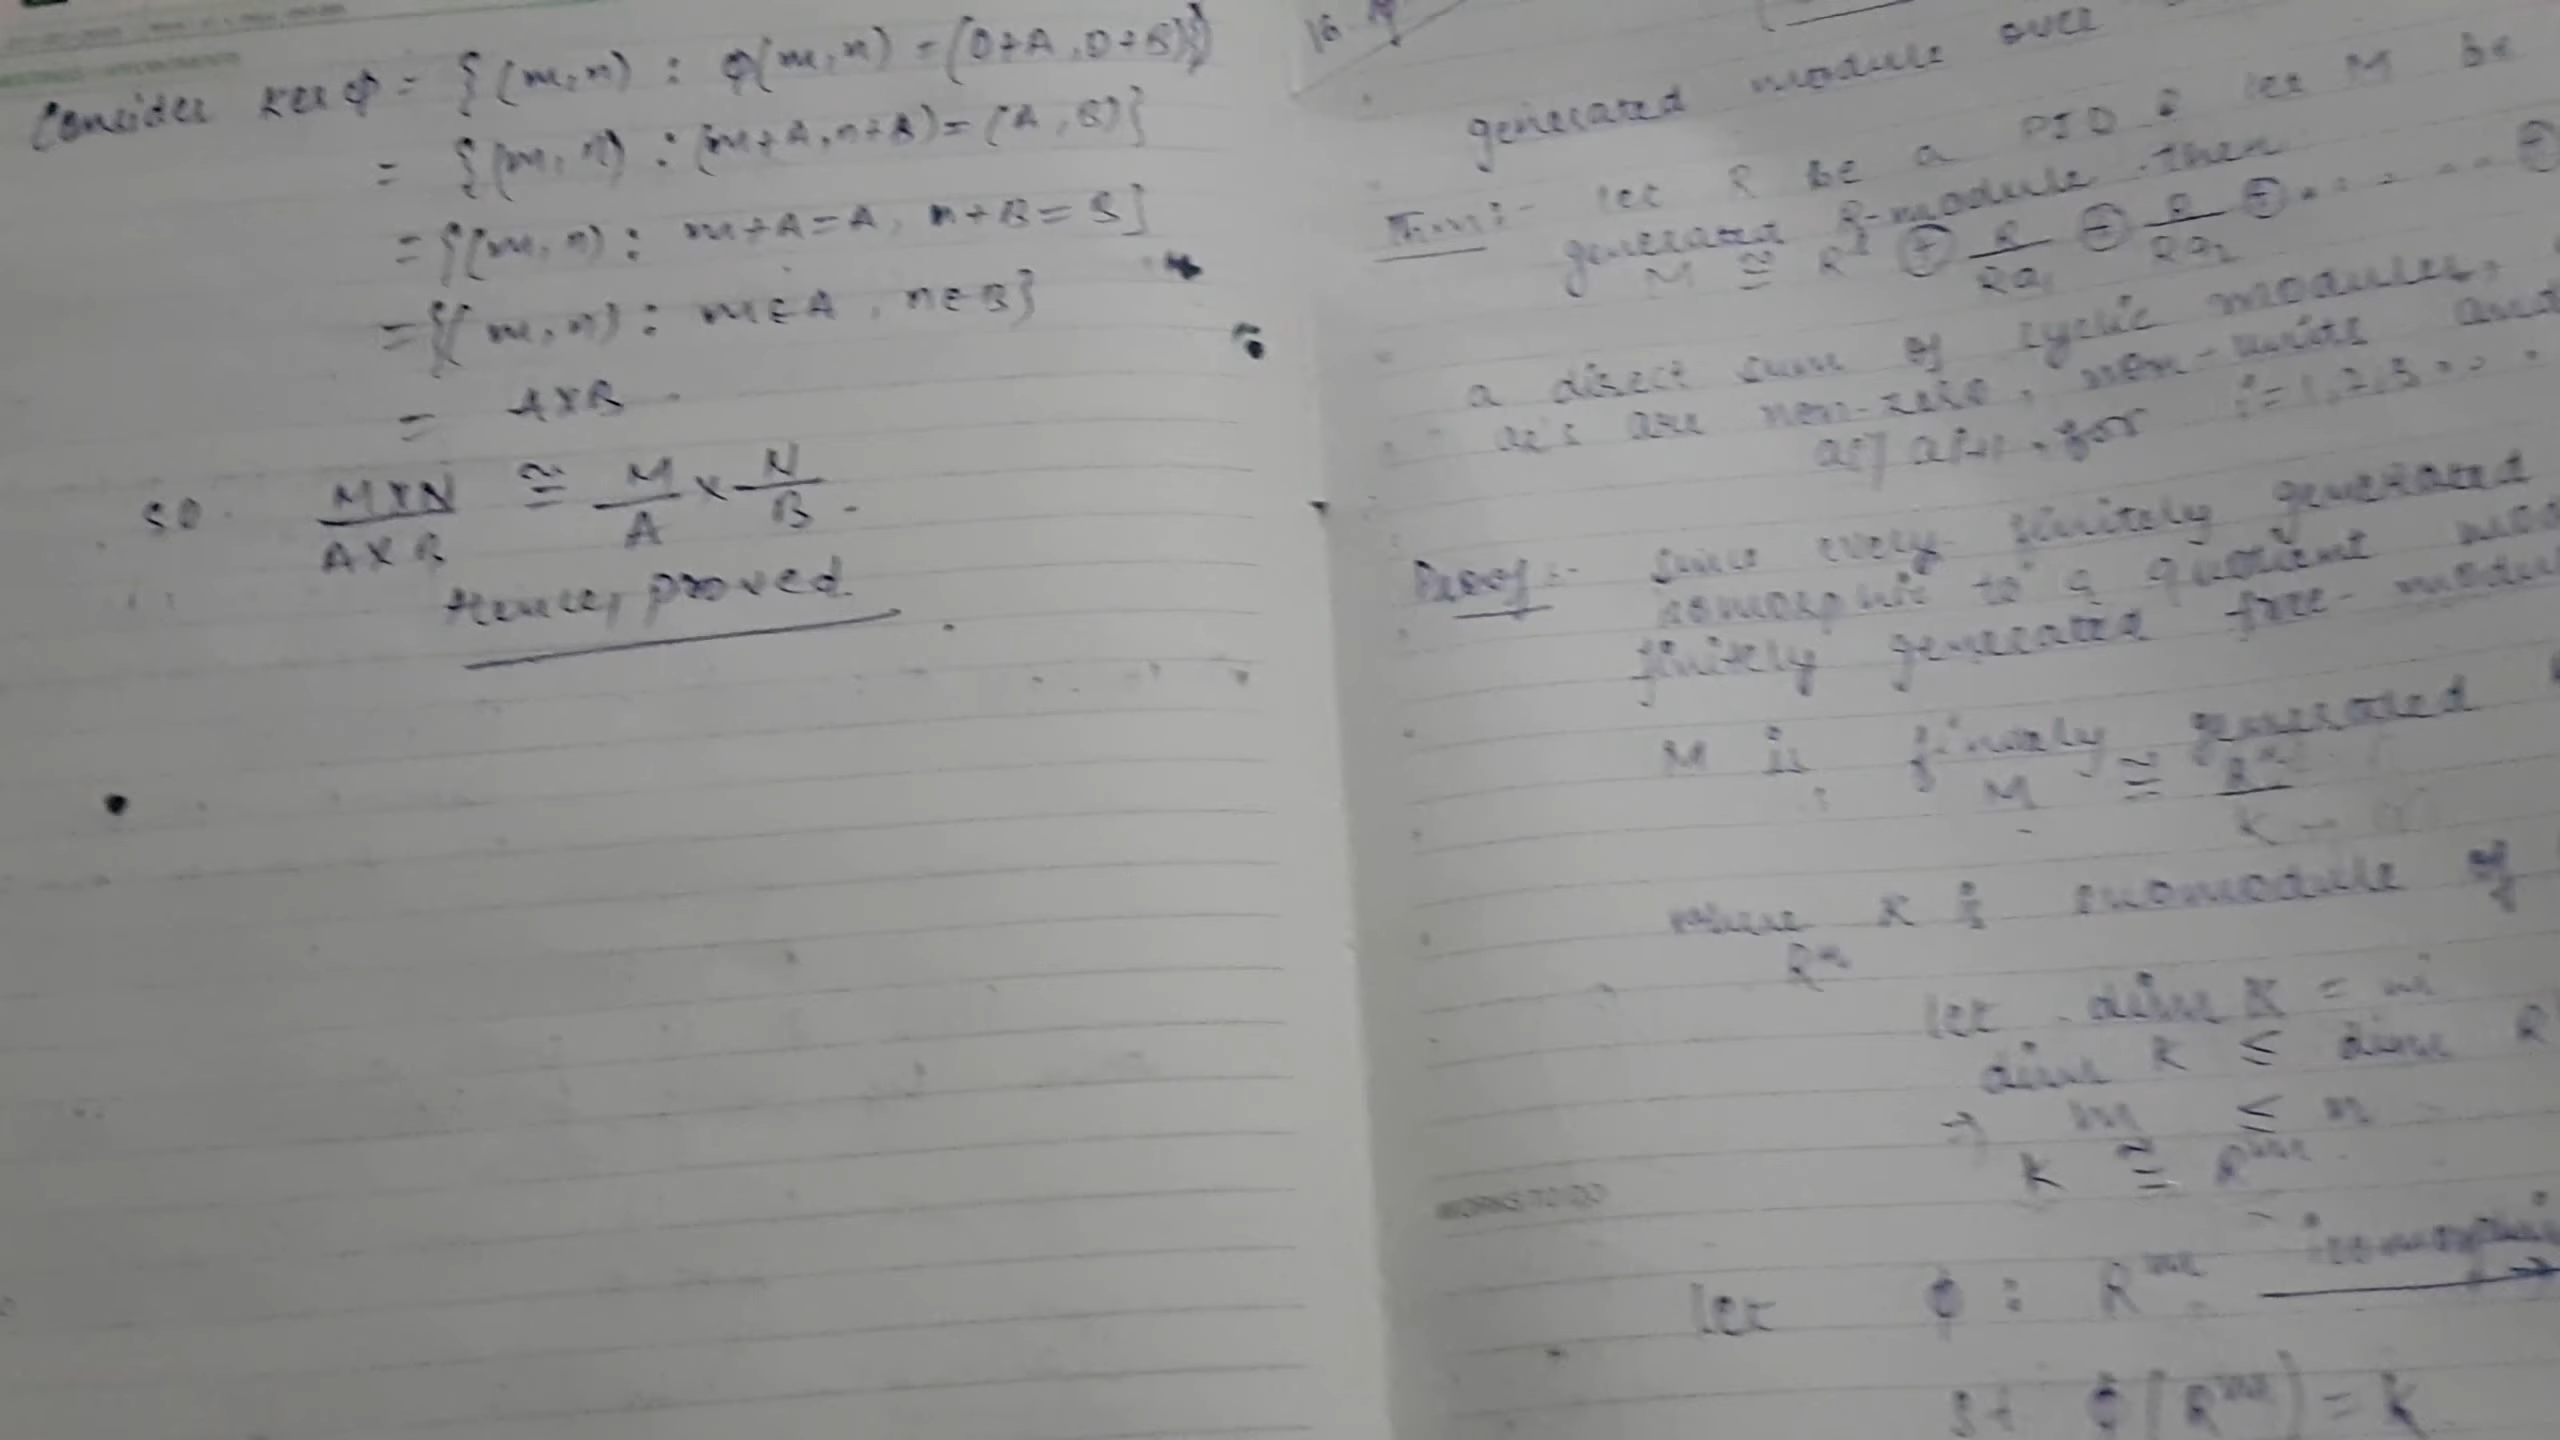 Consider Ker φ = {(m,n) : φ(m,n) = (0+A, 0+B)}
= {(m,n) : (m+A, n+B) = (A, B)}
= {(m,n) : m+A=A, n+B=B}
= {(m,n) : m∈A, n∈B}
= A×B.
so. M×N/A×B ≅ M/A × N/B.
Hence, proved
generated module over
Thm:- let R be a PID & let M be
generated R-module. then
M ≅ R^s ⊕ R/Ra₁ ⊕ R/Ra₂ ⊕ . . . . . ⊕
a direct sum of cyclic modules,
ai's are non-zero, non-units and
ai | ai+1, for i=1,2,3. . . .
Proof:- Since every finitely generated
isomorphic to a quotient
finitely generated free-
M is finitely generated
M ≅ R^n/K
where K is submodule of
R^n
let dim K = m
dim K ≤ dim R
→ m ≤ n
K ≅ R^m.
WORKS TO DO
let φ : R^m
st φ(R^m) = K